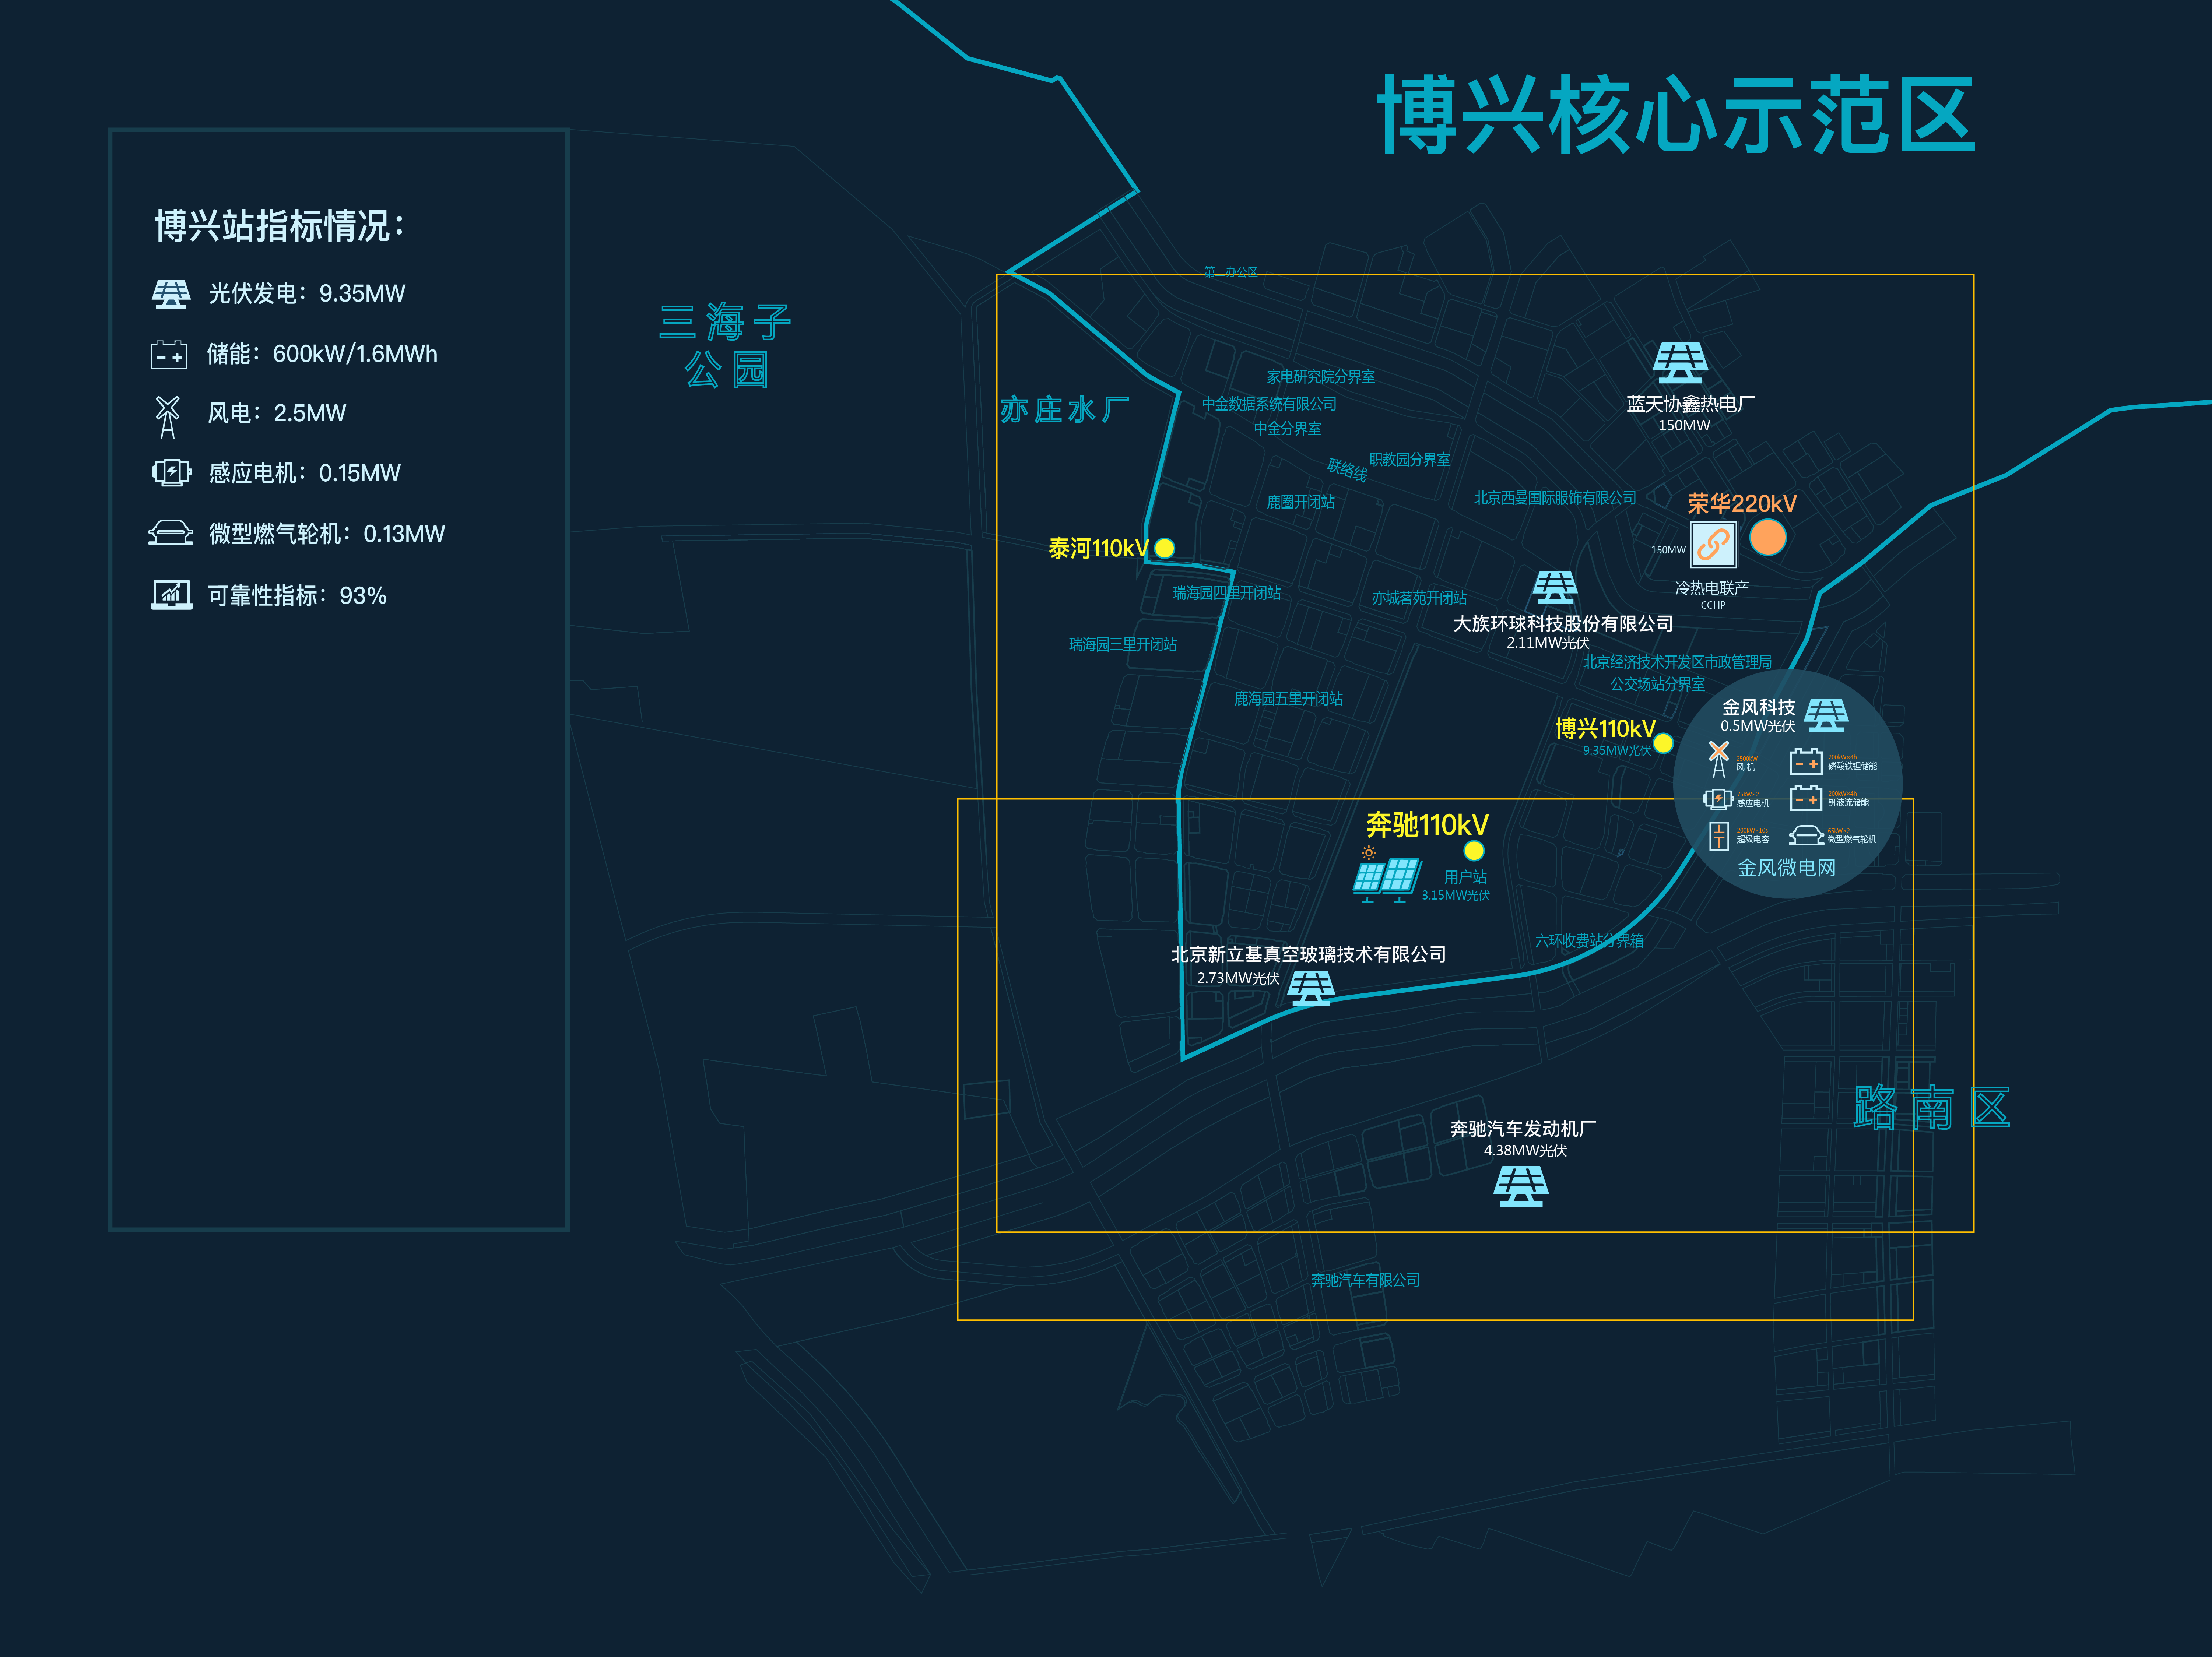 博兴核心示范区
博兴站指标情况：
光伏发电：9.35MW
储能：600kW/1.6MWh
风电：2.5MW
感应电机：0.15MW
微型燃气轮机：0.13MW
可靠性指标：93%
三海子
公园
亦庄水厂
第二办公区
家电研究院分界室
中金数据系统有限公司
中金分界室
联络线
职教园分界室
鹿圈开闭站
北京西曼国际服饰有限公司
蓝天协鑫热电厂
150MW
荣华220kV
150MW
冷热电联产
CCHP
泰河110kV
瑞海园四里开闭站
瑞海园三里开闭站
亦城茗苑开闭站
大族环球科技股份有限公司
2.11MW光伏
北京经济技术开发区市政管理局
公交场站分界室
鹿海园五里开闭站
博兴110kV
9.35MW光伏
金风科技
0.5MW光伏
2500kW
风机
200kW×4h
磷酸铁锂储能
75kW×2
感应电机
200kW×4h
钒液流储能
200kW×10s
超级电容
65kW×2
微型燃气轮机
金风微电网
奔驰110kV
用户站
3.15MW光伏
六环收费站分界箱
北京新立基真空玻璃技术有限公司
2.73MW光伏
路南区
奔驰汽车发动机厂
4.38MW光伏
奔驰汽车有限公司